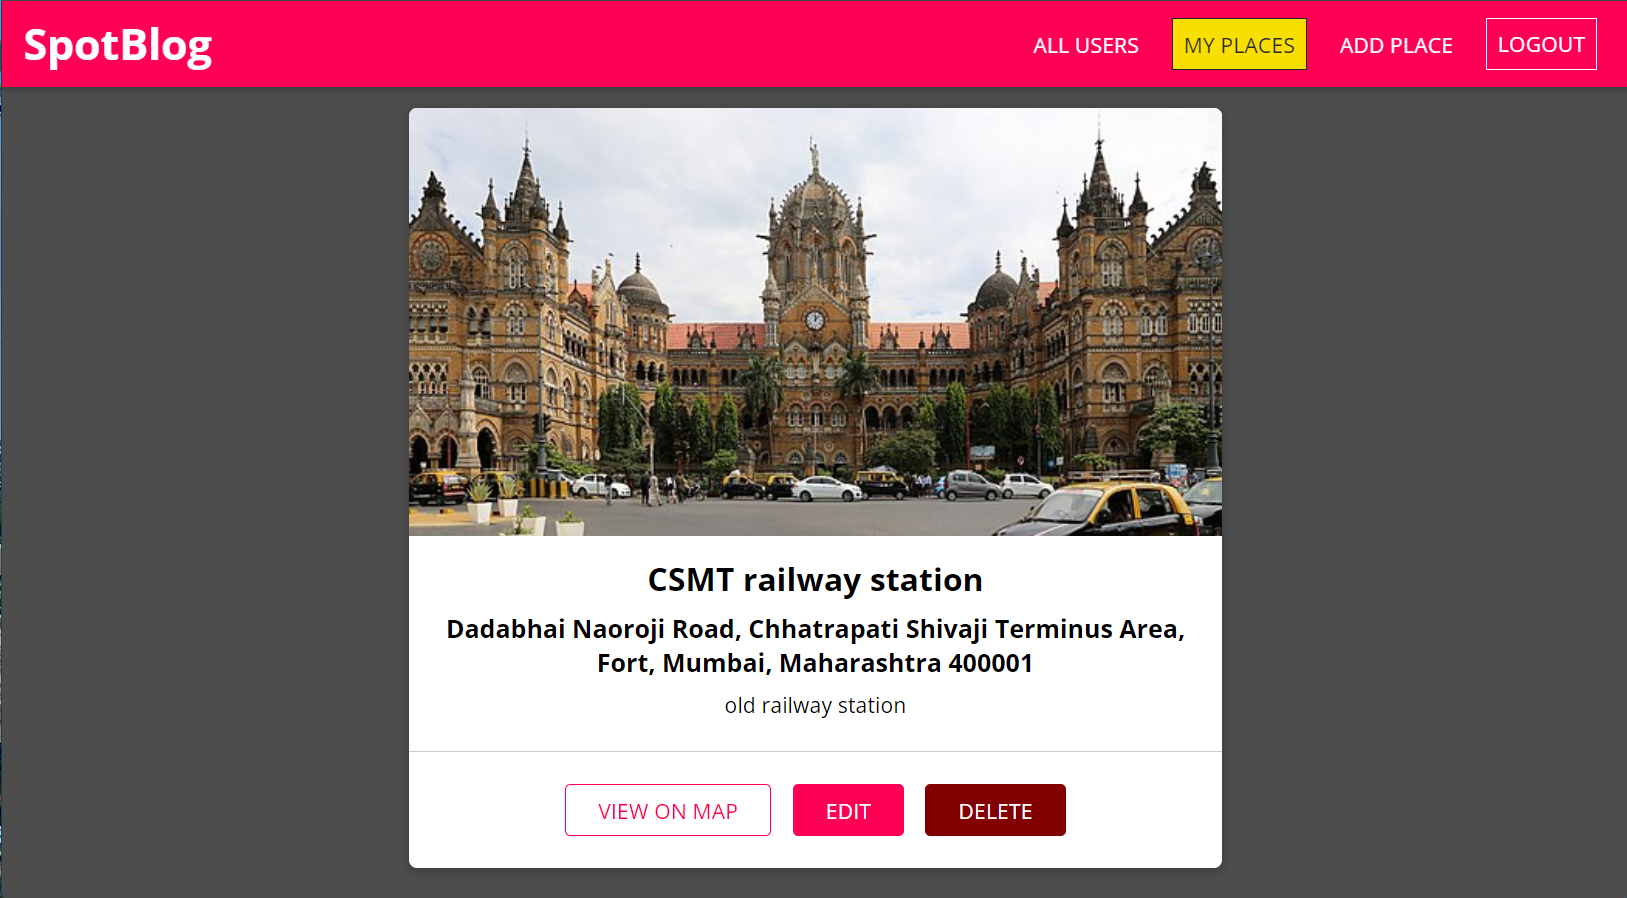 SpotBlog
ALL USERS
MY PLACES
ADD PLACE
LOGOUT
CSMT railway station
Dadabhai Naoroji Road, Chhatrapati Shivaji Terminus Area,
Fort, Mumbai, Maharashtra 400001
old railway station
VIEW ON MAP
EDIT
DELETE